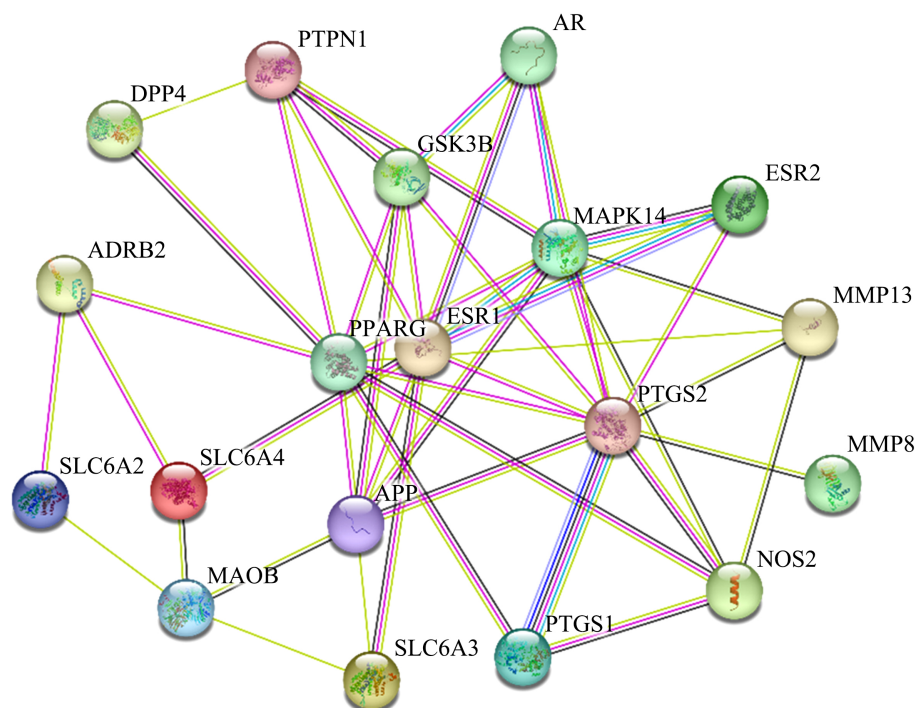 AR
PTPN1
DPP4
GSK3B
ESR2
MAPK14
ADRB2
MMP13
ESR1
PPARG
PTGS2
SLC6A4
SLC6A2
MMP8
APP
NOS2
MAOB
PTGS1
SLC6A3